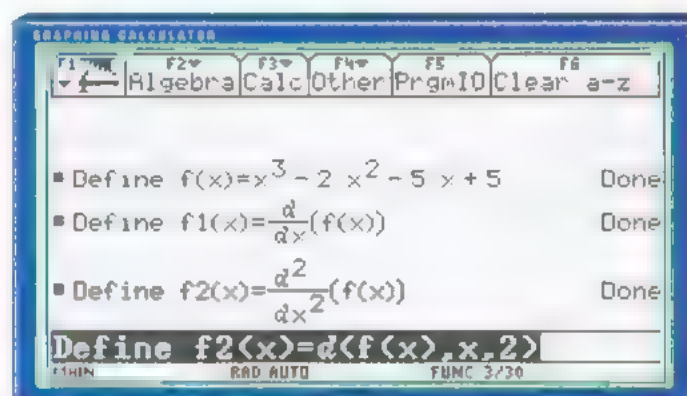 GRAPHING CALCULATOR
F1 F2 F3 F4 F5 F6
Algebra Calc Other PrgmIO Clear a-z
▪ Define f(x)=x³ - 2 x² - 5 x + 5 Done
▪ Define f1(x)=d/dx(f(x)) Done
▪ Define f2(x)=d²/dx²(f(x)) Done
Define f2(x)=d(f(x),x,2)
RAD AUTO FUNC 3/30